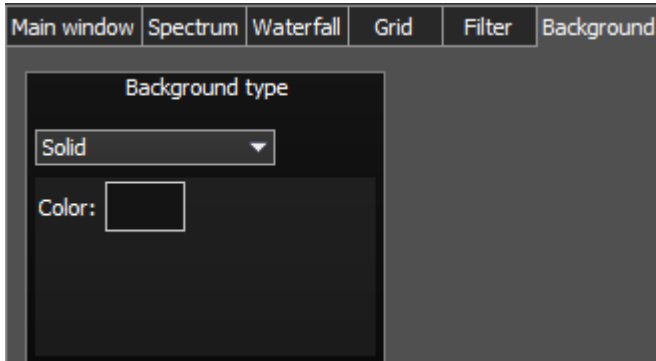 Main window Spectrum Waterfall Grid Filter Background
Background type
Solid
Color: